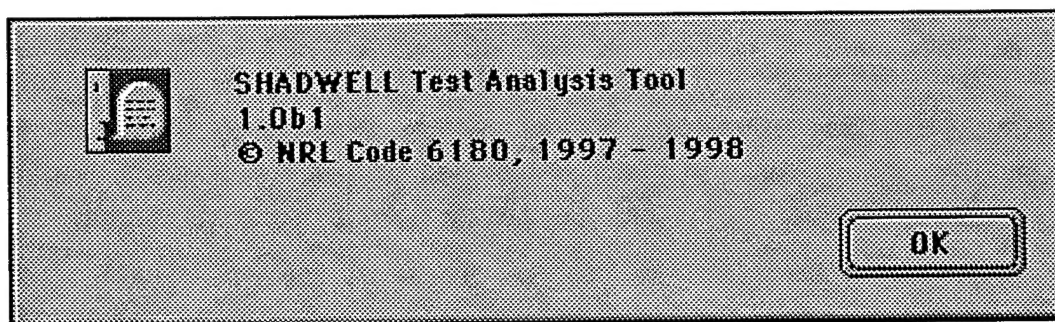 SHADWELL Test Analysis Tool
1.0b1
© NRL Code 6180, 1997 - 1998
OK